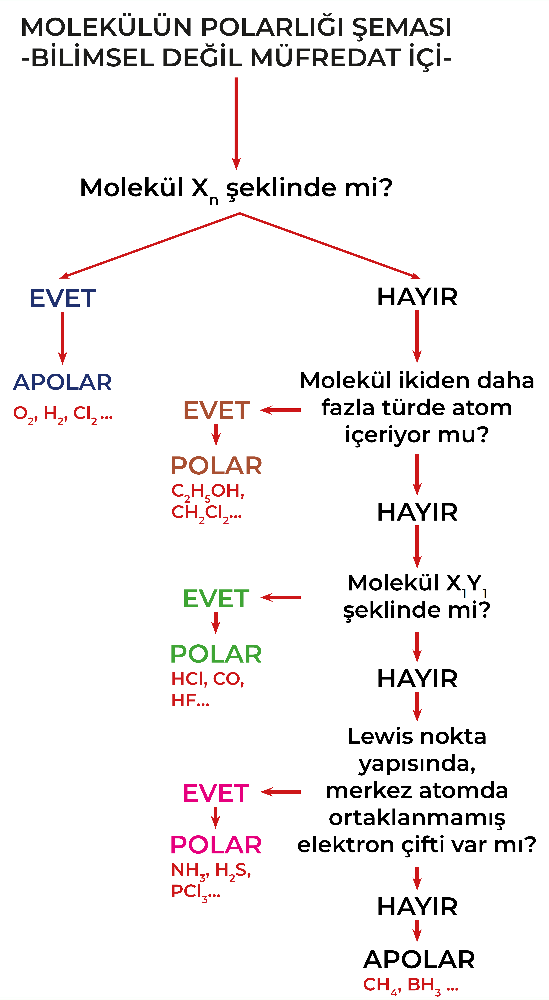 MOLEKÜLÜN POLARLIĞI ŞEMASI
-BİLİMSEL DEĞİL MÜFREDAT İÇİ-
Molekül Xₙ şeklinde mi?
EVET
HAYIR
APOLAR
O₂, H₂, Cl₂ ...
Molekül ikiden daha
fazla türde atom
içeriyor mu?
EVET
POLAR
C₂H₅OH,
CH₂Cl₂...
HAYIR
Molekül X₁Y₁
şeklinde mi?
EVET
POLAR
HCl, CO,
HF...
HAYIR
Lewis nokta
yapısında,
merkez atomda
ortaklanmamış
elektron çifti var mı?
EVET
POLAR
NH₃, H₂S,
PCl₃...
HAYIR
APOLAR
CH₄, BH₃ ...